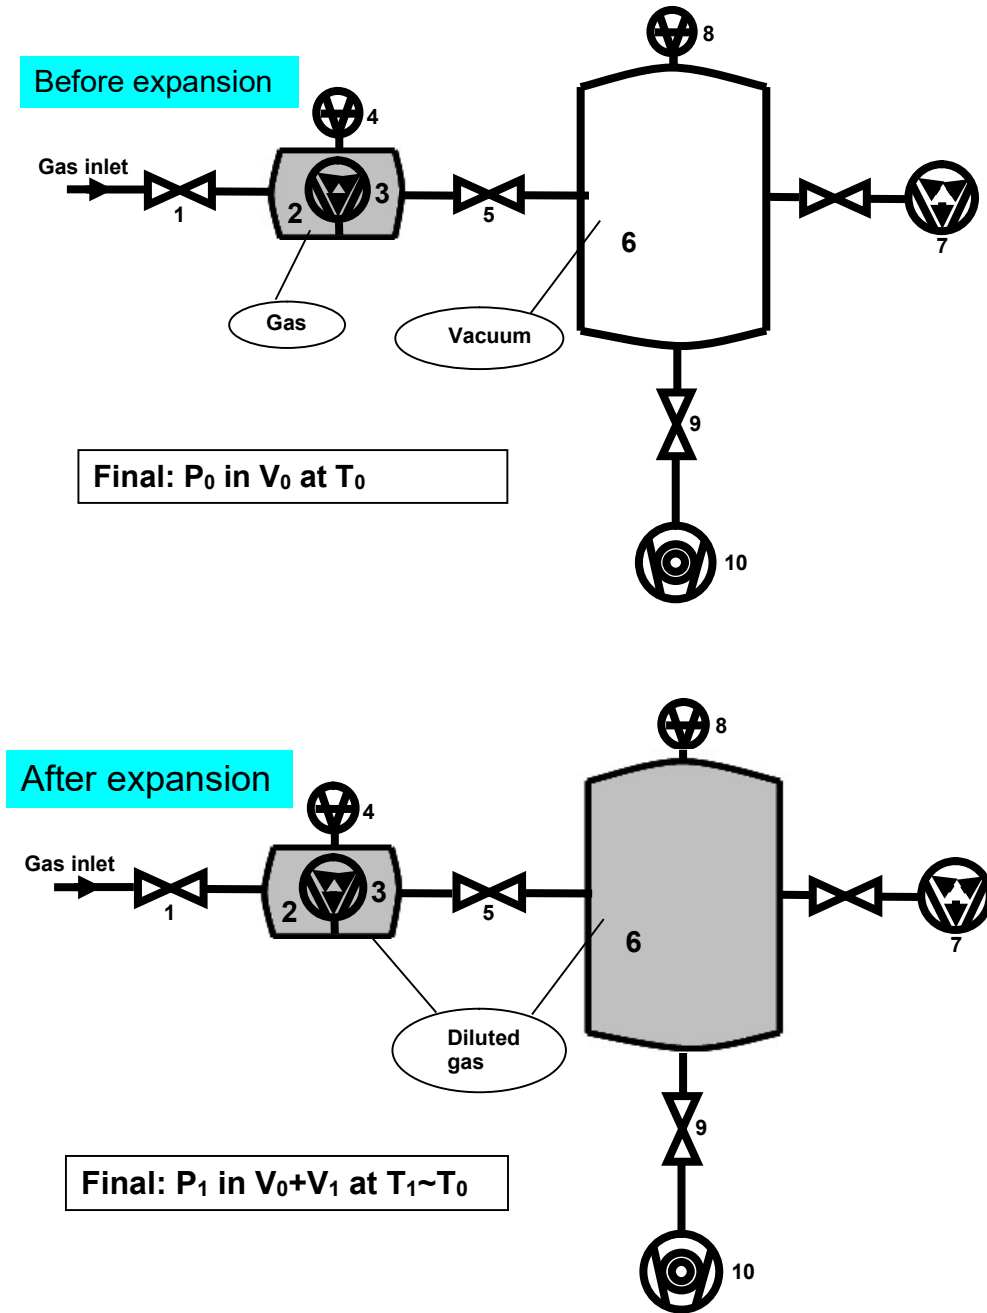 8
Before expansion
4
Gas inlet
3
2
1
5
6
7
Gas
Vacuum
9
Final: P₀ in V₀ at T₀
10
8
After expansion
4
Gas inlet
3
2
1
5
6
7
Diluted
gas
9
Final: P₁ in V₀+V₁ at T₁~T₀
10